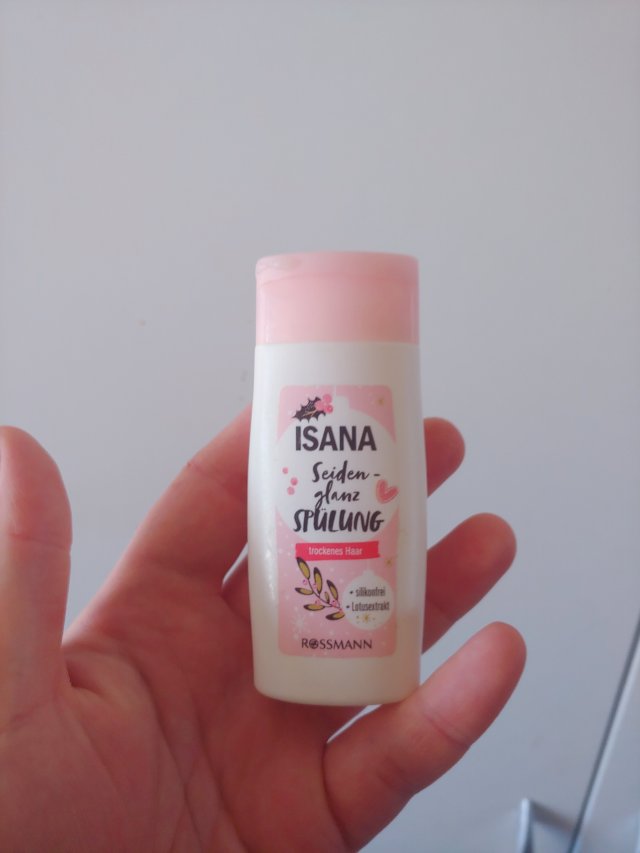 ISANA
Seiden-
glanz
SPÜLUNG
trockenes Haar
• silikonfrei
• Lotusextrakt
ROSSMANN